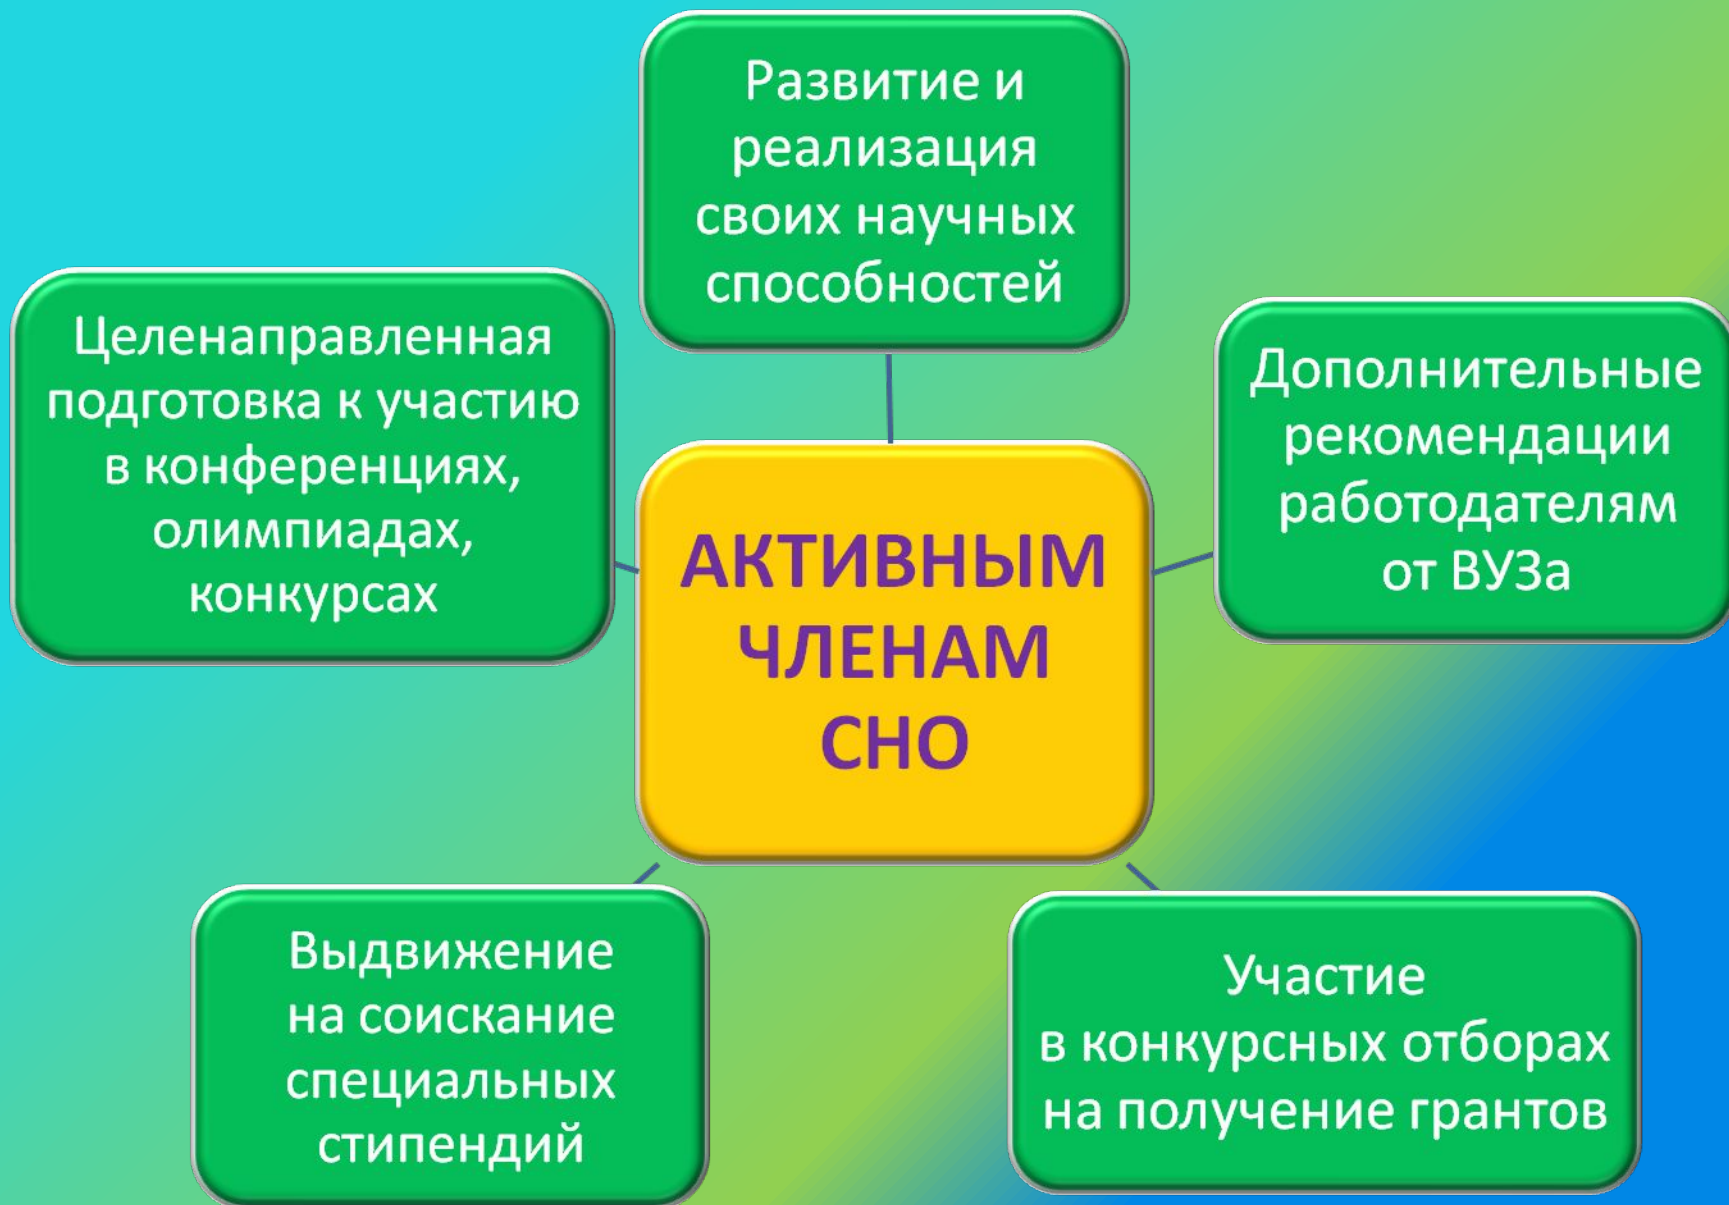 Развитие и
реализация
своих научных
способностей
Целенаправленная
подготовка к участию
в конференциях,
олимпиадах,
конкурсах
Дополнительные
рекомендации
работодателям
от ВУЗа
АКТИВНЫМ
ЧЛЕНАМ
СНО
Выдвижение
на соискание
специальных
стипендий
Участие
в конкурсных отборах
на получение грантов